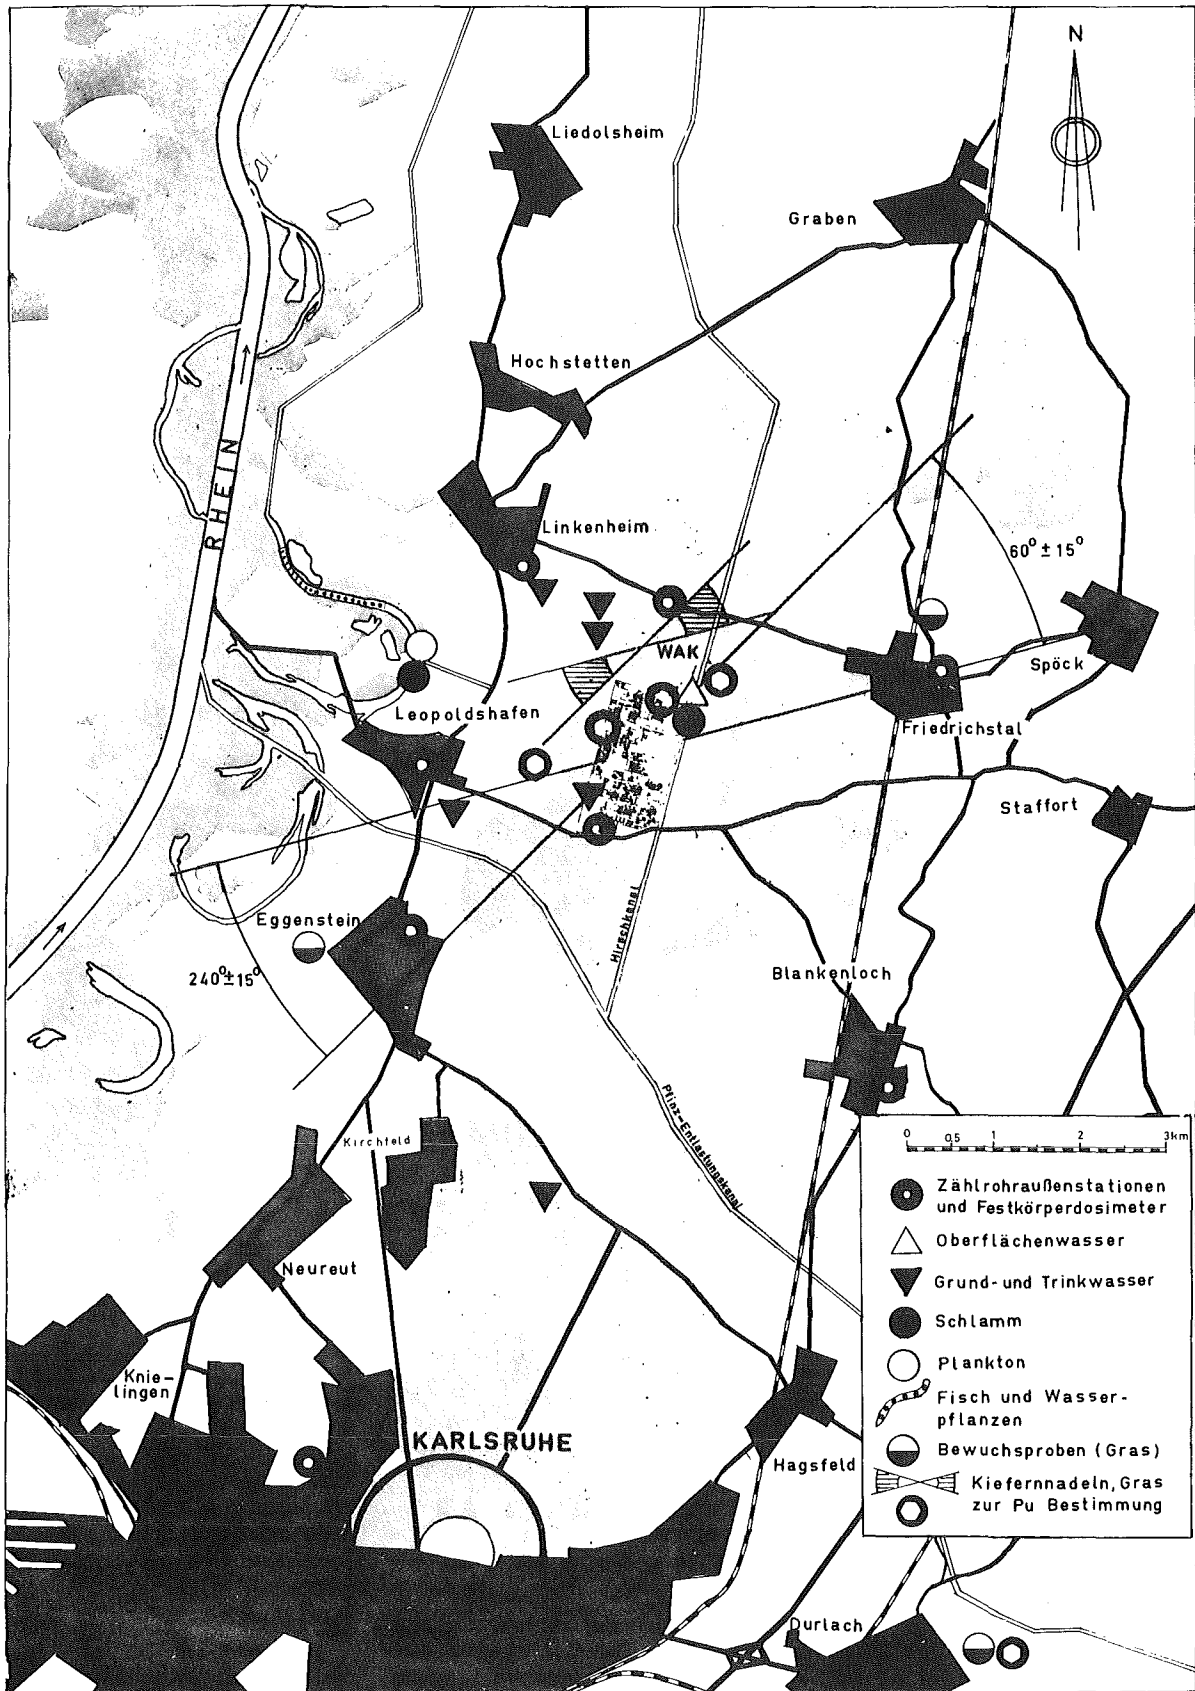 N
Liedolsheim
Graben
Hochstetten
RHEIN
Linkenheim
60° ± 15°
WAK
Spöck
Leopoldshafen
Friedrichstal
Staffort
Eggenstein
Hirschkanal
240° ± 15°
Blankenloch
Pfinz-Entlastungskanal
Kirchfeld
Neureut
Knie-
lingen
KARLSRUHE
Hagsfeld
Durlach
0 0,5 1 2 3km
Zählrohraußenstationen
und Festkörperdosimeter
Oberflächenwasser
Grund- und Trinkwasser
Schlamm
Plankton
Fisch und Wasser-
pflanzen
Bewuchsproben (Gras)
Kiefernnadeln, Gras
zur Pu Bestimmung